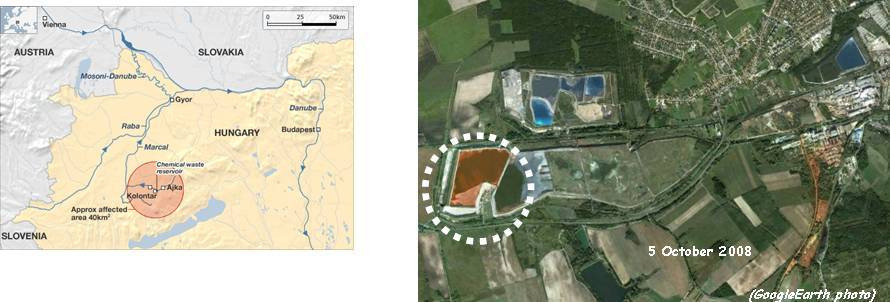 Vienna
0 25 50km
AUSTRIA
SLOVAKIA
Mosoni-Danube
Gyor
Danube
Raba
HUNGARY
Budapest
Marcal
Chemical waste
reservoir
Ajka
Kolontar
Approx affected
area 40km²
SLOVENIA
5 October 2008
(GoogleEarth photo)